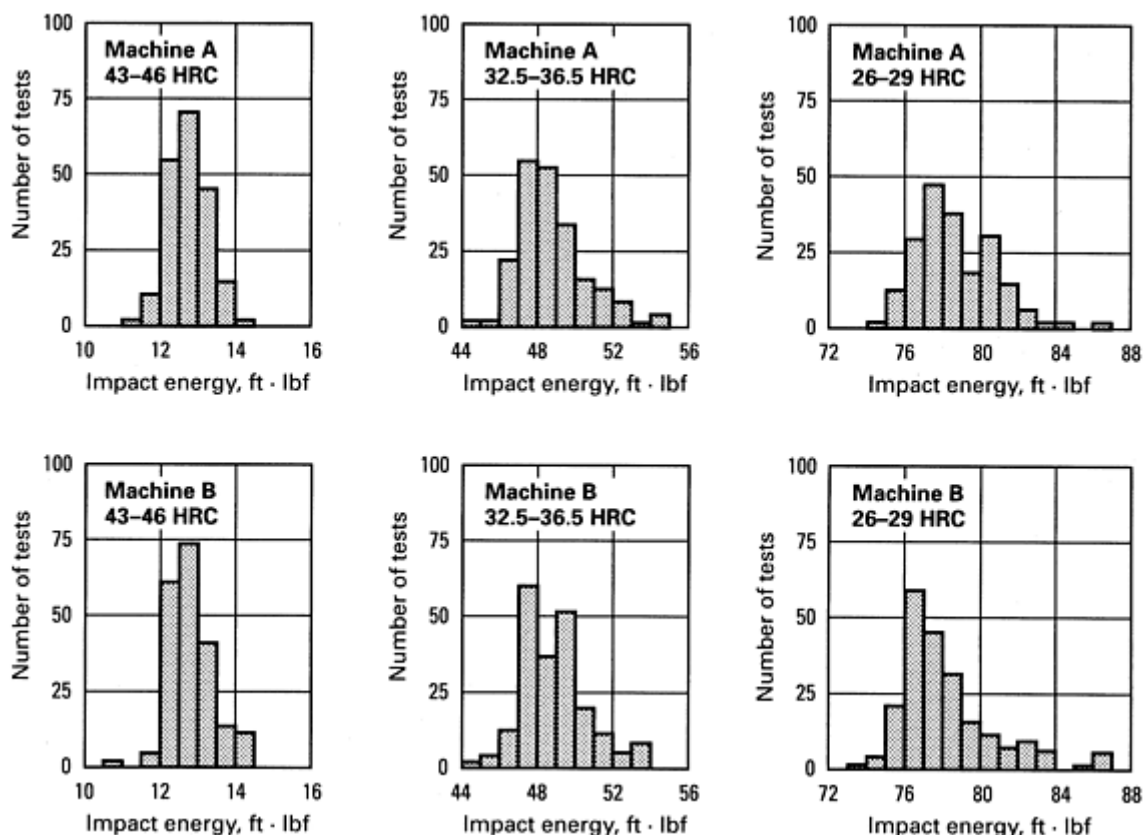 100
75
50
25
0
Number of tests
Machine A
43–46 HRC
10 12 14 16
Impact energy, ft · lbf
100
75
50
25
0
Number of tests
Machine A
32.5–36.5 HRC
44 48 52 56
Impact energy, ft · lbf
100
75
50
25
0
Number of tests
Machine A
26–29 HRC
72 76 80 84 88
Impact energy, ft · lbf
100
75
50
25
0
Number of tests
Machine B
43–46 HRC
10 12 14 16
Impact energy, ft · lbf
100
75
50
25
0
Number of tests
Machine B
32.5–36.5 HRC
44 48 52 56
Impact energy, ft · lbf
100
75
50
25
0
Number of tests
Machine B
26–29 HRC
72 76 80 84 88
Impact energy, ft · lbf